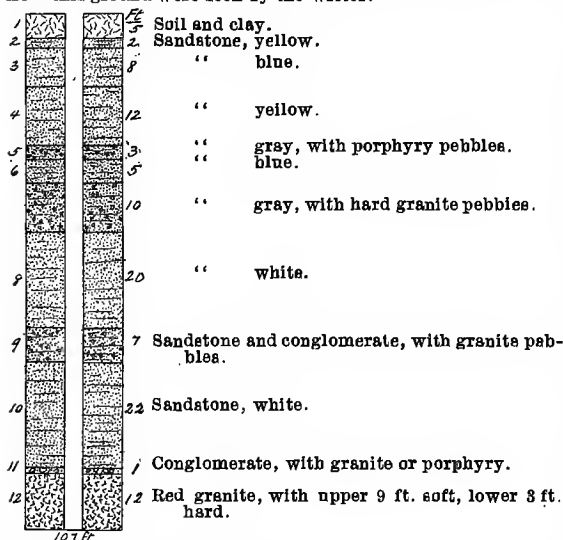 Ft
1 5 Soil and clay.
2 2 Sandstone, yellow.
3 8 “ blue.
4 12 “ yellow.
5 3 “ gray, with porphyry pebbles.
6 5 “ blue.
10 “ gray, with hard granite pebbles.
8 20 “ white.
9 7 Sandstone and conglomerate, with granite peb-
bles.
10 22 Sandstone, white.
11 1 Conglomerate, with granite or porphyry.
12 12 Red granite, with upper 9 ft. soft, lower 3 ft.
hard.
107 ft